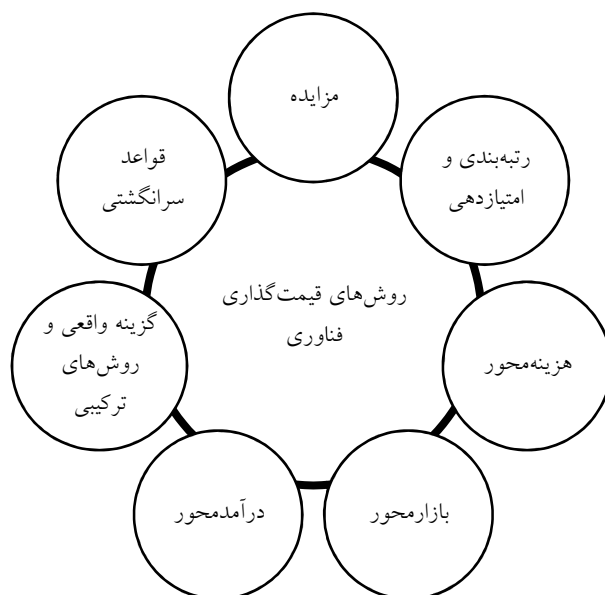 مزایده
رتبه‌بندی و
امتیازدهی
هزینه‌محور
بازارمحور
درآمدمحور
گزینه واقعی و
روش‌های
ترکیبی
قواعد
سرانگشتی
روش‌های قیمت‌گذاری
فناوری